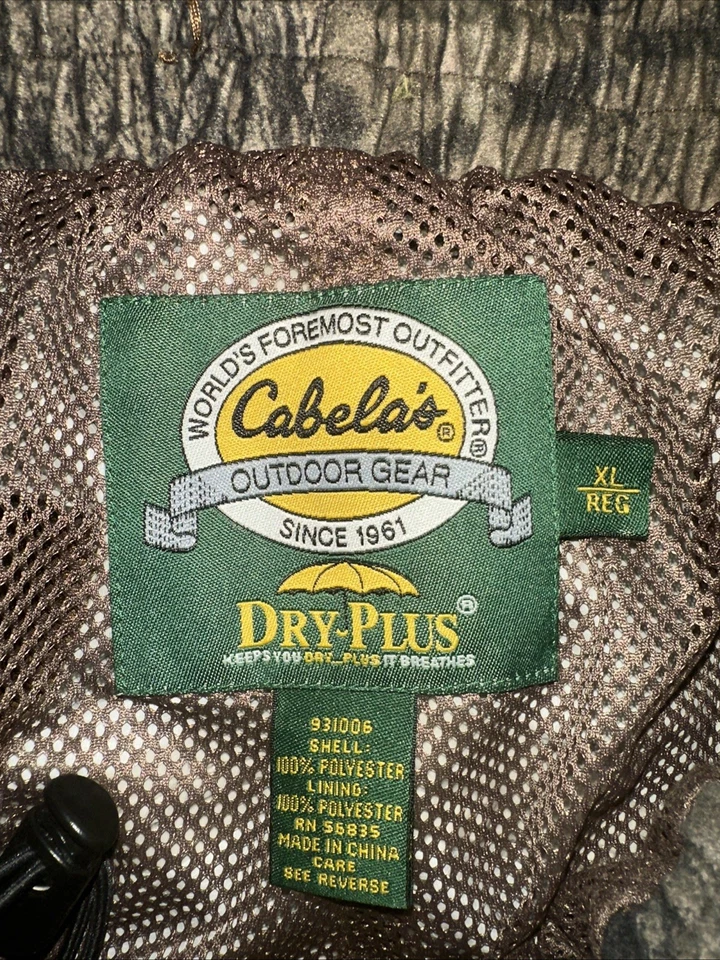 WORLD'S FOREMOST OUTFITTER®
Cabela's®
OUTDOOR GEAR
SINCE 1961
XL
REG
DRY-PLUS®
KEEPS YOU DRY...PLUS IT BREATHES
931006
SHELL:
100% POLYESTER
LINING:
100% POLYESTER
RN 56835
MADE IN CHINA
CARE
SEE REVERSE